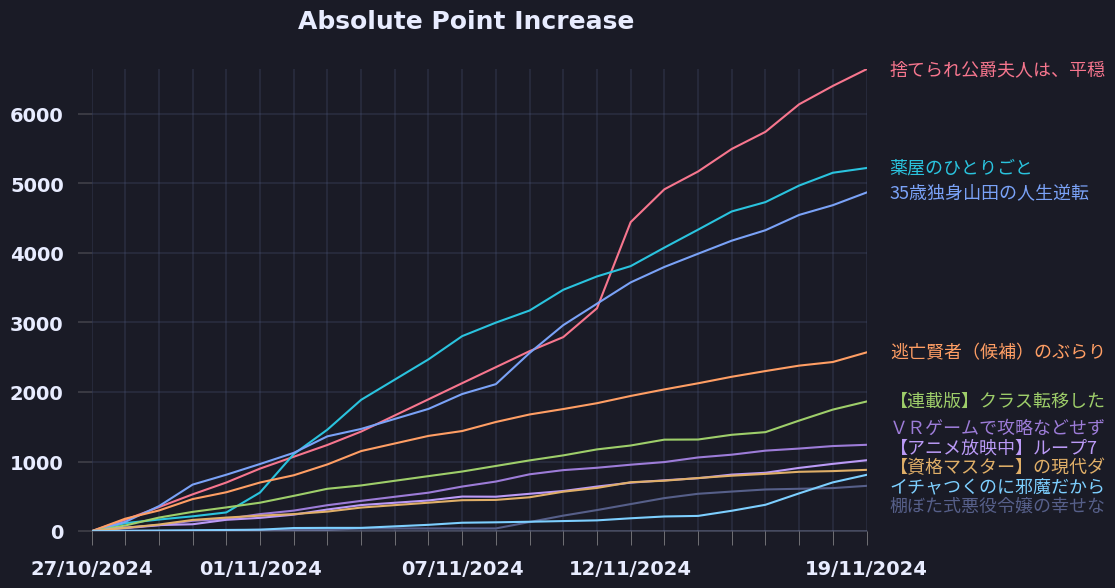 Absolute Point Increase
捨てられ公爵夫人は、平穏
6000
薬屋のひとりごと
5000
35歳独身山田の人生逆転
4000
3000
逃亡賢者（候補）のぶらり
2000
【連載版】クラス転移した
ＶＲゲームで攻略などせず
【アニメ放映中】ループ7
1000
【資格マスター】の現代ダ
イチャつくのに邪魔だから
棚ぼた式悪役令嬢の幸せな
0
27/10/2024
01/11/2024
07/11/2024
12/11/2024
19/11/2024